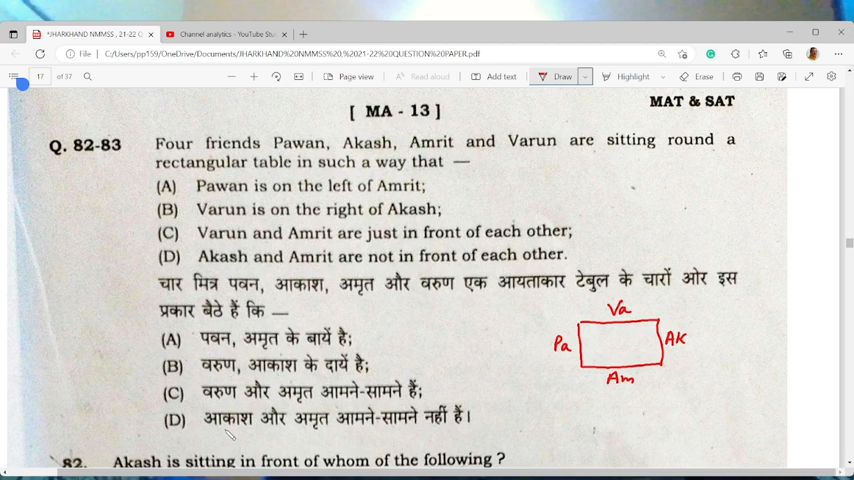 *JHARKHAND NMMSS , 21-22 Q
Channel analytics - YouTube Stu
File
C:/Users/pp159/OneDrive/Documents/JHARKHAND%20NMMSS%20,%2021-22%20QUESTION%20PAPER.pdf
17 of 37
Page view
Read aloud
Add text
Draw
Highlight
Erase
[ MA - 13 ]
MAT & SAT
Q. 82-83 Four friends Pawan, Akash, Amrit and Varun are sitting round a
rectangular table in such a way that —
(A) Pawan is on the left of Amrit;
(B) Varun is on the right of Akash;
(C) Varun and Amrit are just in front of each other;
(D) Akash and Amrit are not in front of each other.
चार मित्र पवन, आकाश, अमृत और वरुण एक आयताकार टेबुल के चारों ओर इस
प्रकार बैठे हैं कि —
(A) पवन, अमृत के बायें है;
(B) वरुण, आकाश के दायें है;
(C) वरुण और अमृत आमने-सामने हैं;
(D) आकाश और अमृत आमने-सामने नहीं हैं।
Va
Pa
Ak
Am
82. Akash is sitting in front of whom of the following ?